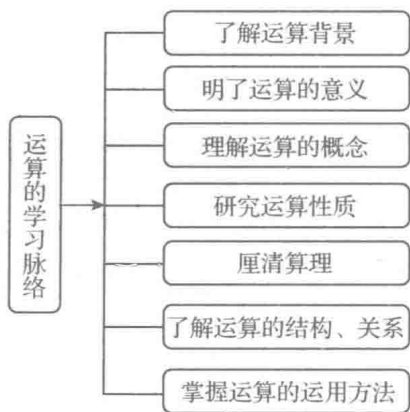 运算的学习脉络
了解运算背景
明了运算的意义
理解运算的概念
研究运算性质
厘清算理
了解运算的结构、关系
掌握运算的运用方法